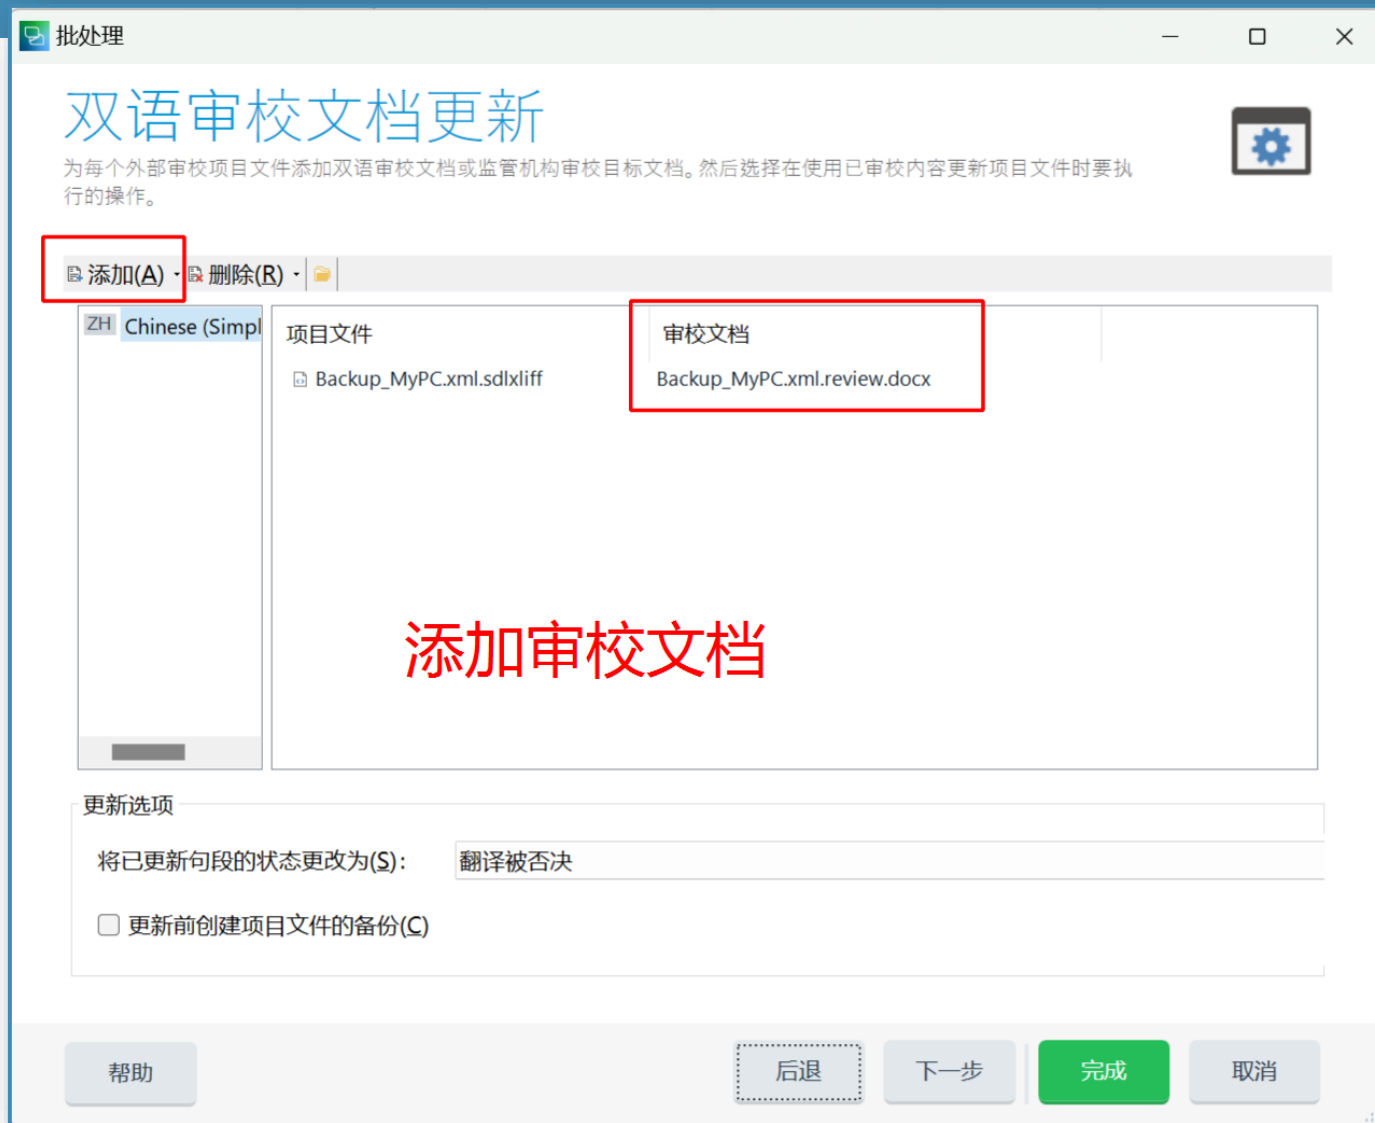 批处理
双语审校文档更新
为每个外部审校项目文件添加双语审校文档或监管机构审校目标文档。然后选择在使用已审校内容更新项目文件时要执
行的操作。
添加(A) 删除(R)
ZH Chinese (Simpl
项目文件 审校文档
Backup_MyPC.xml.sdlxliff Backup_MyPC.xml.review.docx
添加审校文档
更新选项
将已更新句段的状态更改为(S): 翻译被否决
更新前创建项目文件的备份(C)
帮助 后退 下一步 完成 取消